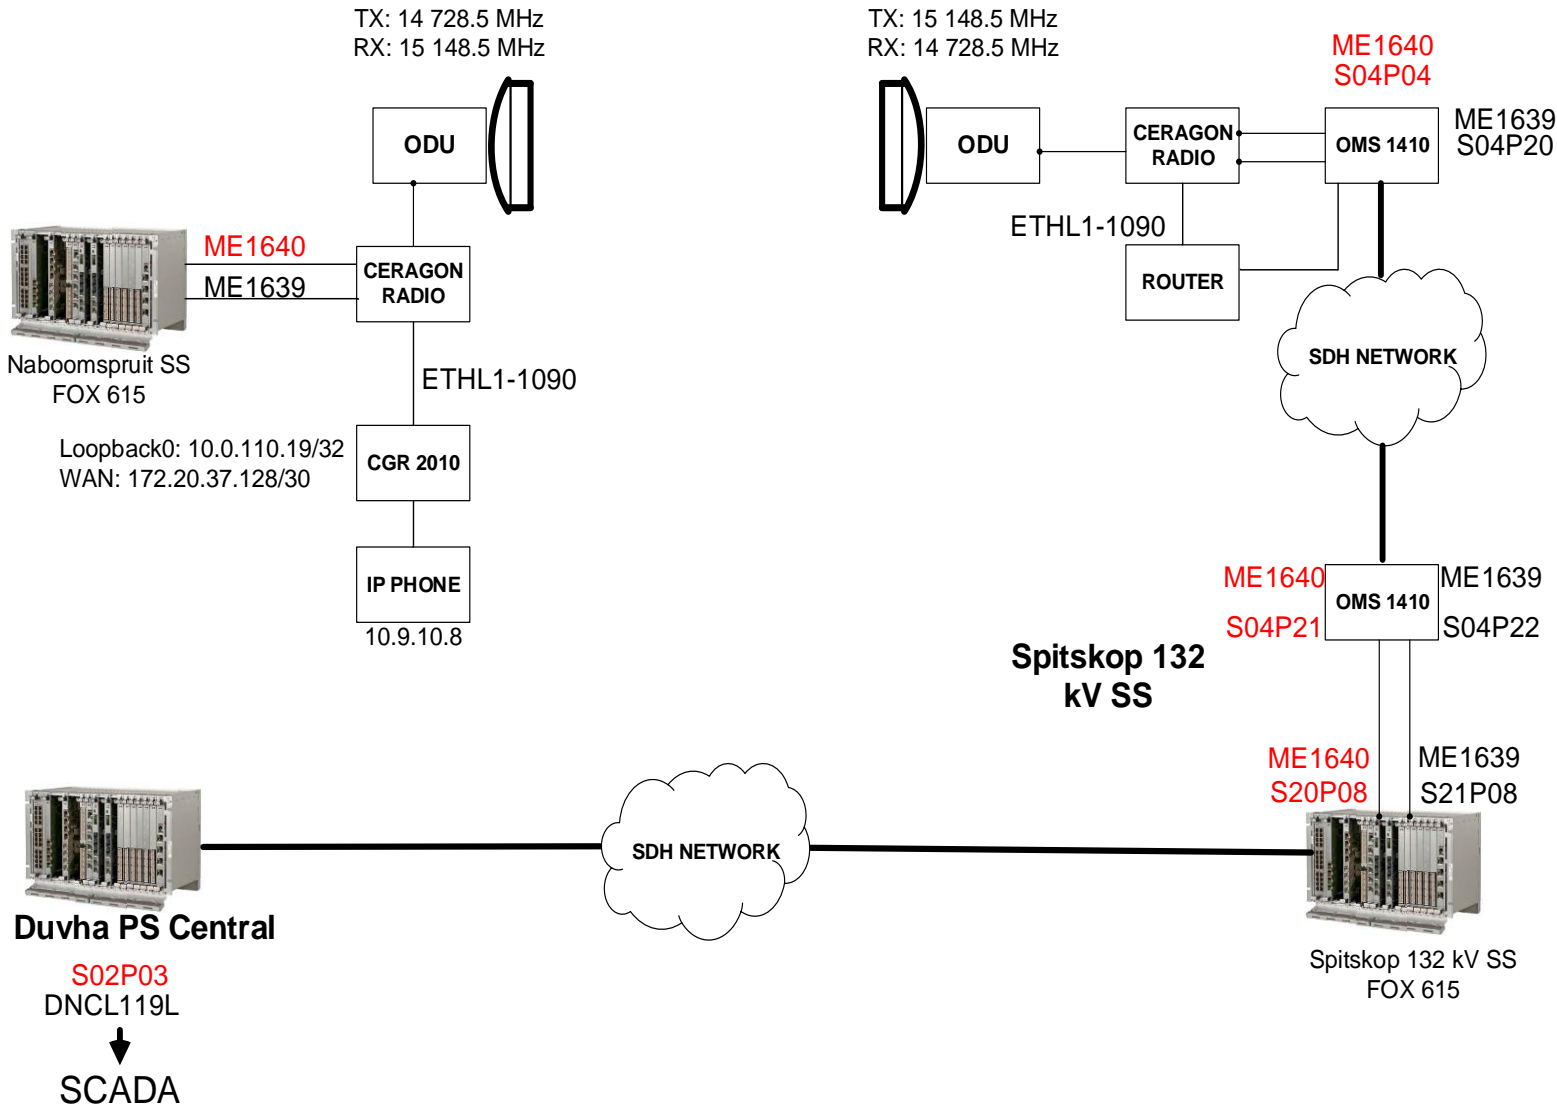 TX: 14 728.5 MHz
RX: 15 148.5 MHz
TX: 15 148.5 MHz
RX: 14 728.5 MHz
ME1640
S04P04
ODU
ODU
CERAGON
RADIO
OMS 1410
ME1639
S04P20
ME1640
ME1639
CERAGON
RADIO
ETHL1-1090
ROUTER
Naboomspruit SS
FOX 615
ETHL1-1090
SDH NETWORK
Loopback0: 10.0.110.19/32
WAN: 172.20.37.128/30
CGR 2010
IP PHONE
10.9.10.8
ME1640
S04P21
OMS 1410
ME1639
S04P22
Spitskop 132
kV SS
ME1640
S20P08
ME1639
S21P08
SDH NETWORK
Duvha PS Central
S02P03
DNCL119L
SCADA
Spitskop 132 kV SS
FOX 615